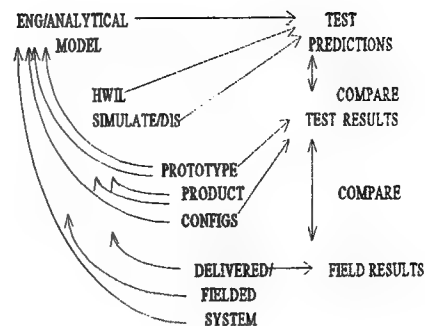 ENG/ANALYTICAL
MODEL
TEST
PREDICTIONS
HWIL
SIMULATE/DIS
COMPARE
TEST RESULTS
PROTOTYPE
PRODUCT
CONFIGS
COMPARE
DELIVERED/
FIELDED
SYSTEM
FIELD RESULTS